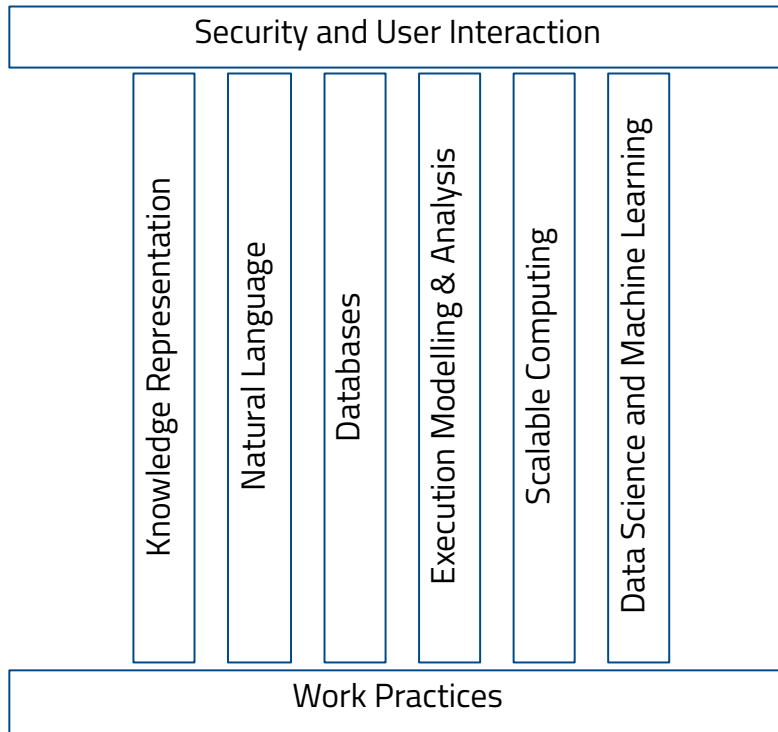 Security and User Interaction
Knowledge Representation
Natural Language
Databases
Execution Modelling & Analysis
Scalable Computing
Data Science and Machine Learning
Work Practices